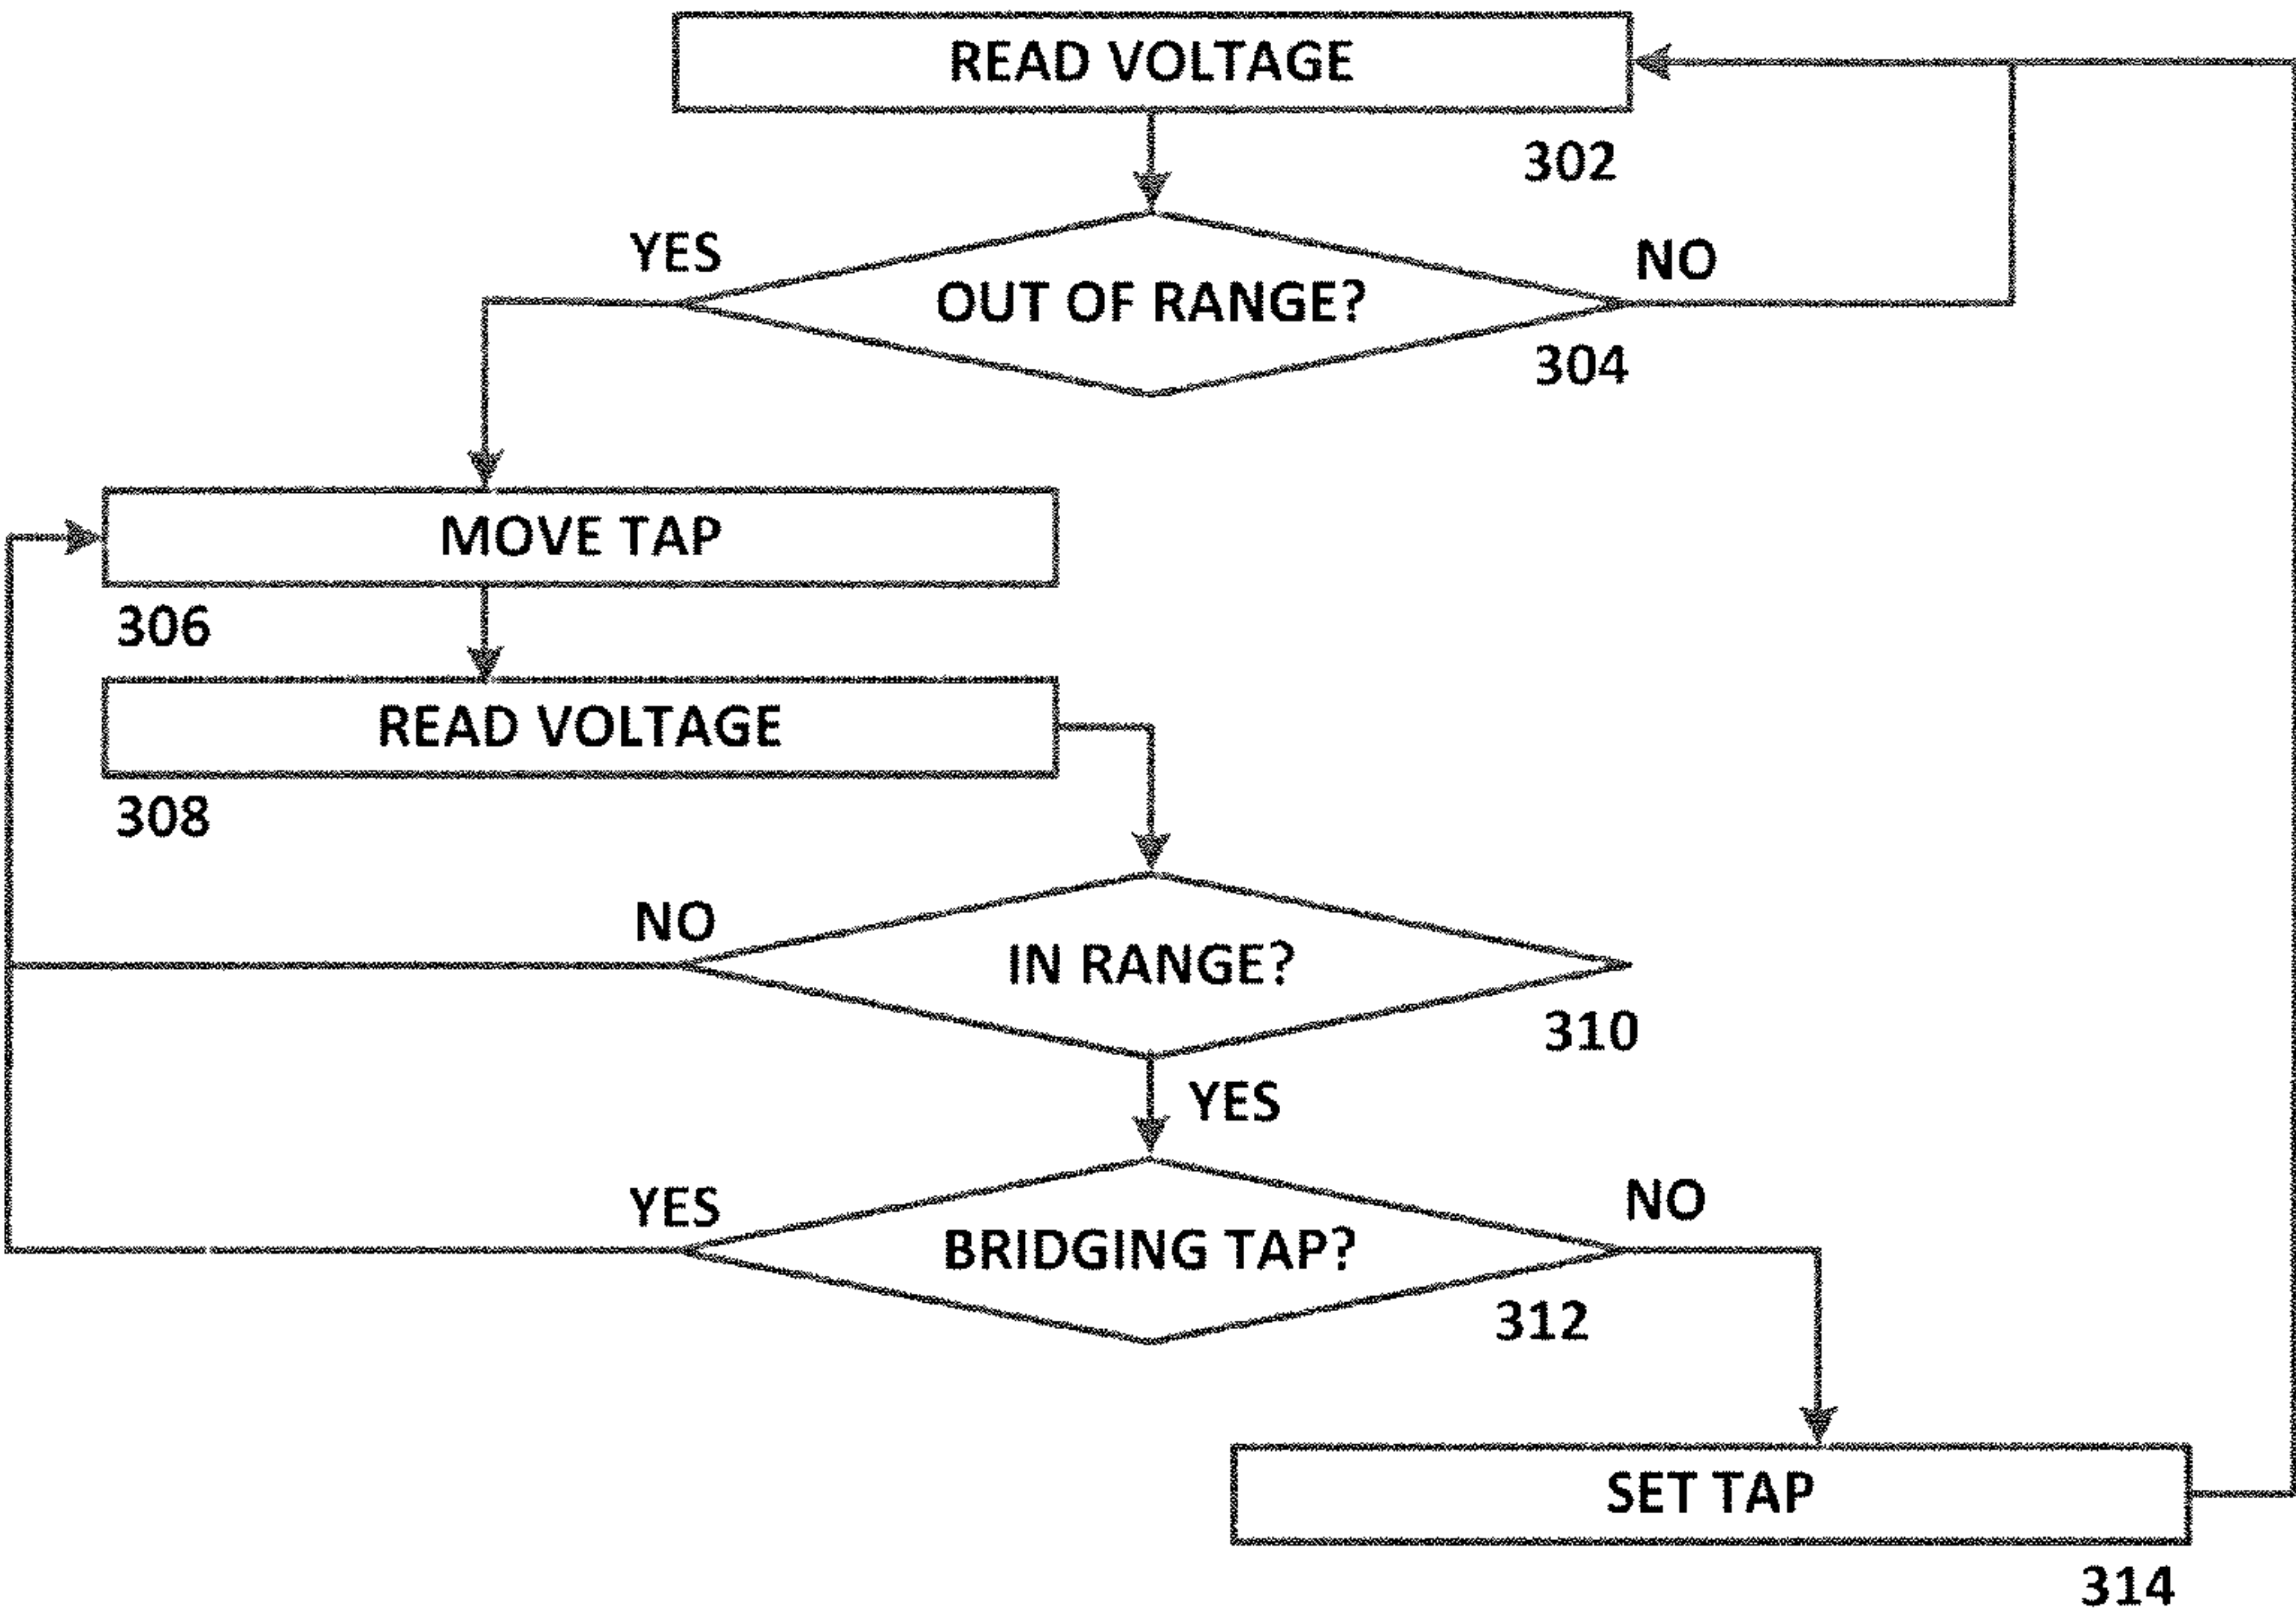 READ VOLTAGE
302
YES
NO
OUT OF RANGE?
304
MOVE TAP
306
READ VOLTAGE
308
NO
IN RANGE?
310
YES
YES
NO
BRIDGING TAP?
312
SET TAP
314